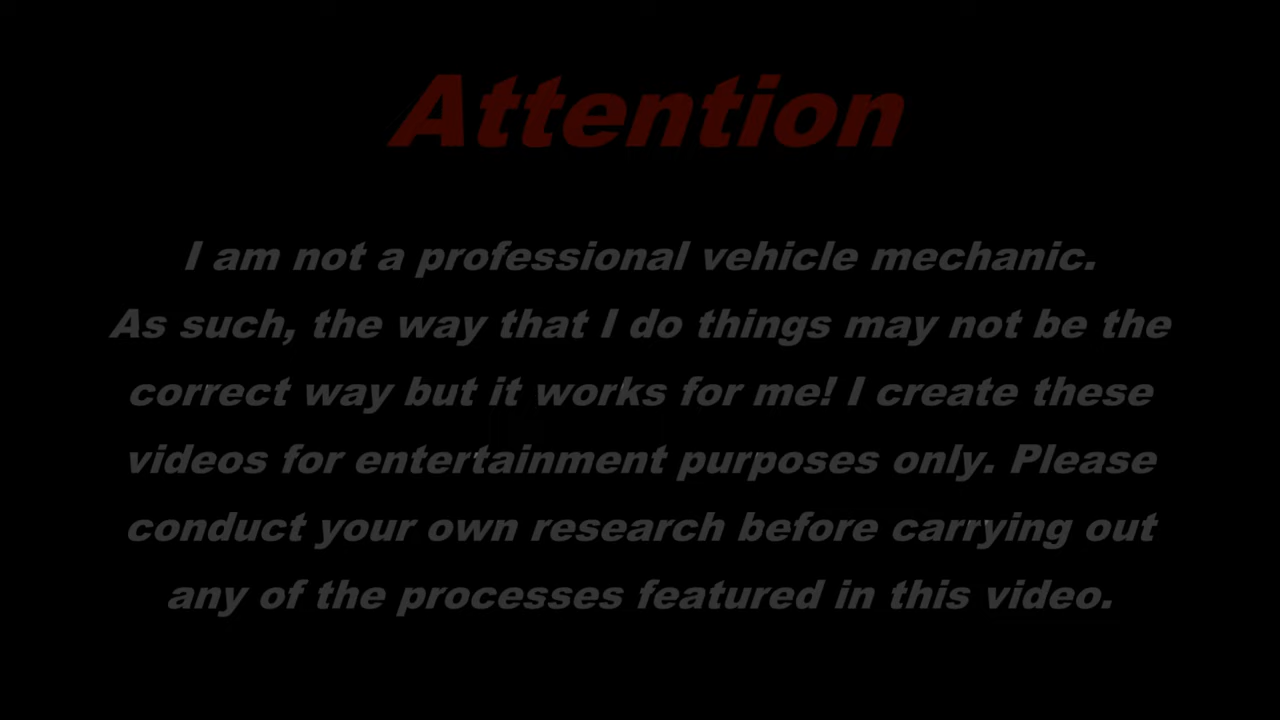 Attention
I am not a professional vehicle mechanic.
As such, the way that I do things may not be the
correct way but it works for me! I create these
videos for entertainment purposes only. Please
conduct your own research before carrying out
any of the processes featured in this video.